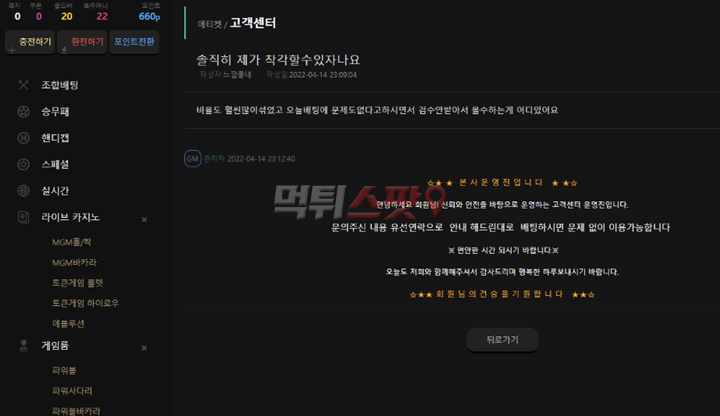 쪽지 쿠폰 골드바 복주머니 포인트
0 0 20 22 660p
충전하기 환전하기 포인트전환
조합배팅
승무패
핸디캡
스페셜
실시간
라이브 카지노
MGM홀/짝
MGM바카라
토큰게임 룰렛
토큰게임 하이로우
에볼루션
게임룸
파워볼
파워사다리
파워볼바카라
에티켓 / 고객센터
솔직히 제가 착각할수있자나요
작성자 느낌좋네 작성일 2022-04-14 23:09:04
비율도 훨씬많이섞었고 오늘배팅에 문제도없다고하시면서 검수안받아서 몰수하는게 어디있어요
GM 관리자 2022-04-14 23:12:40
☆★ ★ 본 사 운 영 진 입 니 다 ★ ★☆
안녕하세요 회원님! 신뢰와 안전을 바탕으로 운영하는 고객센터 운영진입니다.
문의주신 내용 유선연락으로 안내 해드린대로 배팅하시면 문제 없이 이용가능합니다
※ 편안한 시간 되시기 바랍니다.※
오늘도 저희와 함께해주셔서 감사드리며 행복한 하루보내시기 바랍니다.
☆★★ 회 원 님 의 건 승 을 기 원 합 니 다 ★★☆
먹튀스팟
뒤로가기